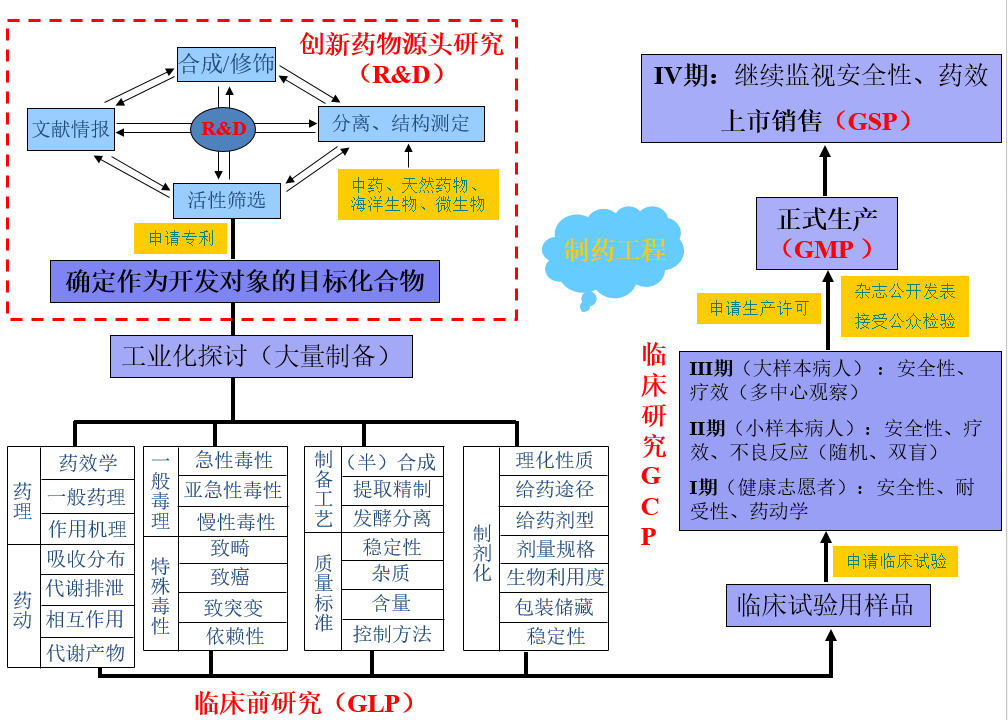 创新药物源头研究
（R&D）
合成/修饰
文献情报
R&D
分离、结构测定
活性筛选
中药、天然药物、
海洋生物、微生物
申请专利
确定作为开发对象的目标化合物
工业化探讨（大量制备）
药理
药效学
一般药理
作用机理
药动
吸收分布
代谢排泄
相互作用
代谢产物
一般毒理
急性毒性
亚急性毒性
慢性毒性
特殊毒性
致畸
致癌
致突变
依赖性
制备工艺
（半）合成
提取精制
发酵分离
质量标准
稳定性
杂质
含量
控制方法
制剂化
理化性质
给药途径
给药剂型
剂量规格
生物利用度
包装储藏
稳定性
临床前研究（GLP）
制药工程
IV期：继续监视安全性、药效
上市销售（GSP）
正式生产
（GMP ）
申请生产许可
杂志公开发表
接受公众检验
临床研究GCP
III期（大样本病人）：安全性、
疗效（多中心观察）
II期（小样本病人）：安全性、疗
效、不良反应（随机、双盲）
I期（健康志愿者）：安全性、耐
受性、药动学
申请临床试验
临床试验用样品